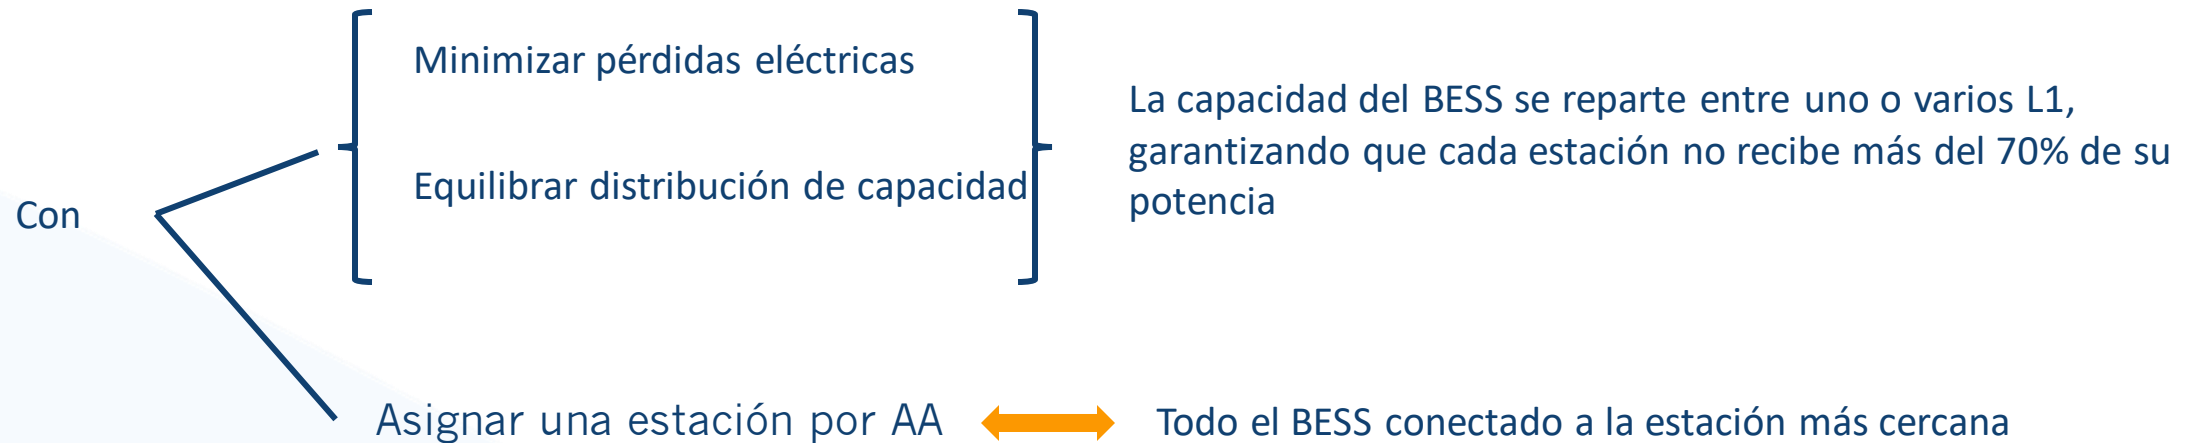 Minimizar pérdidas eléctricas
Equilibrar distribución de capacidad
La capacidad del BESS se reparte entre uno o varios L1,
garantizando que cada estación no recibe más del 70% de su
potencia
Con
Asignar una estación por AA
Todo el BESS conectado a la estación más cercana